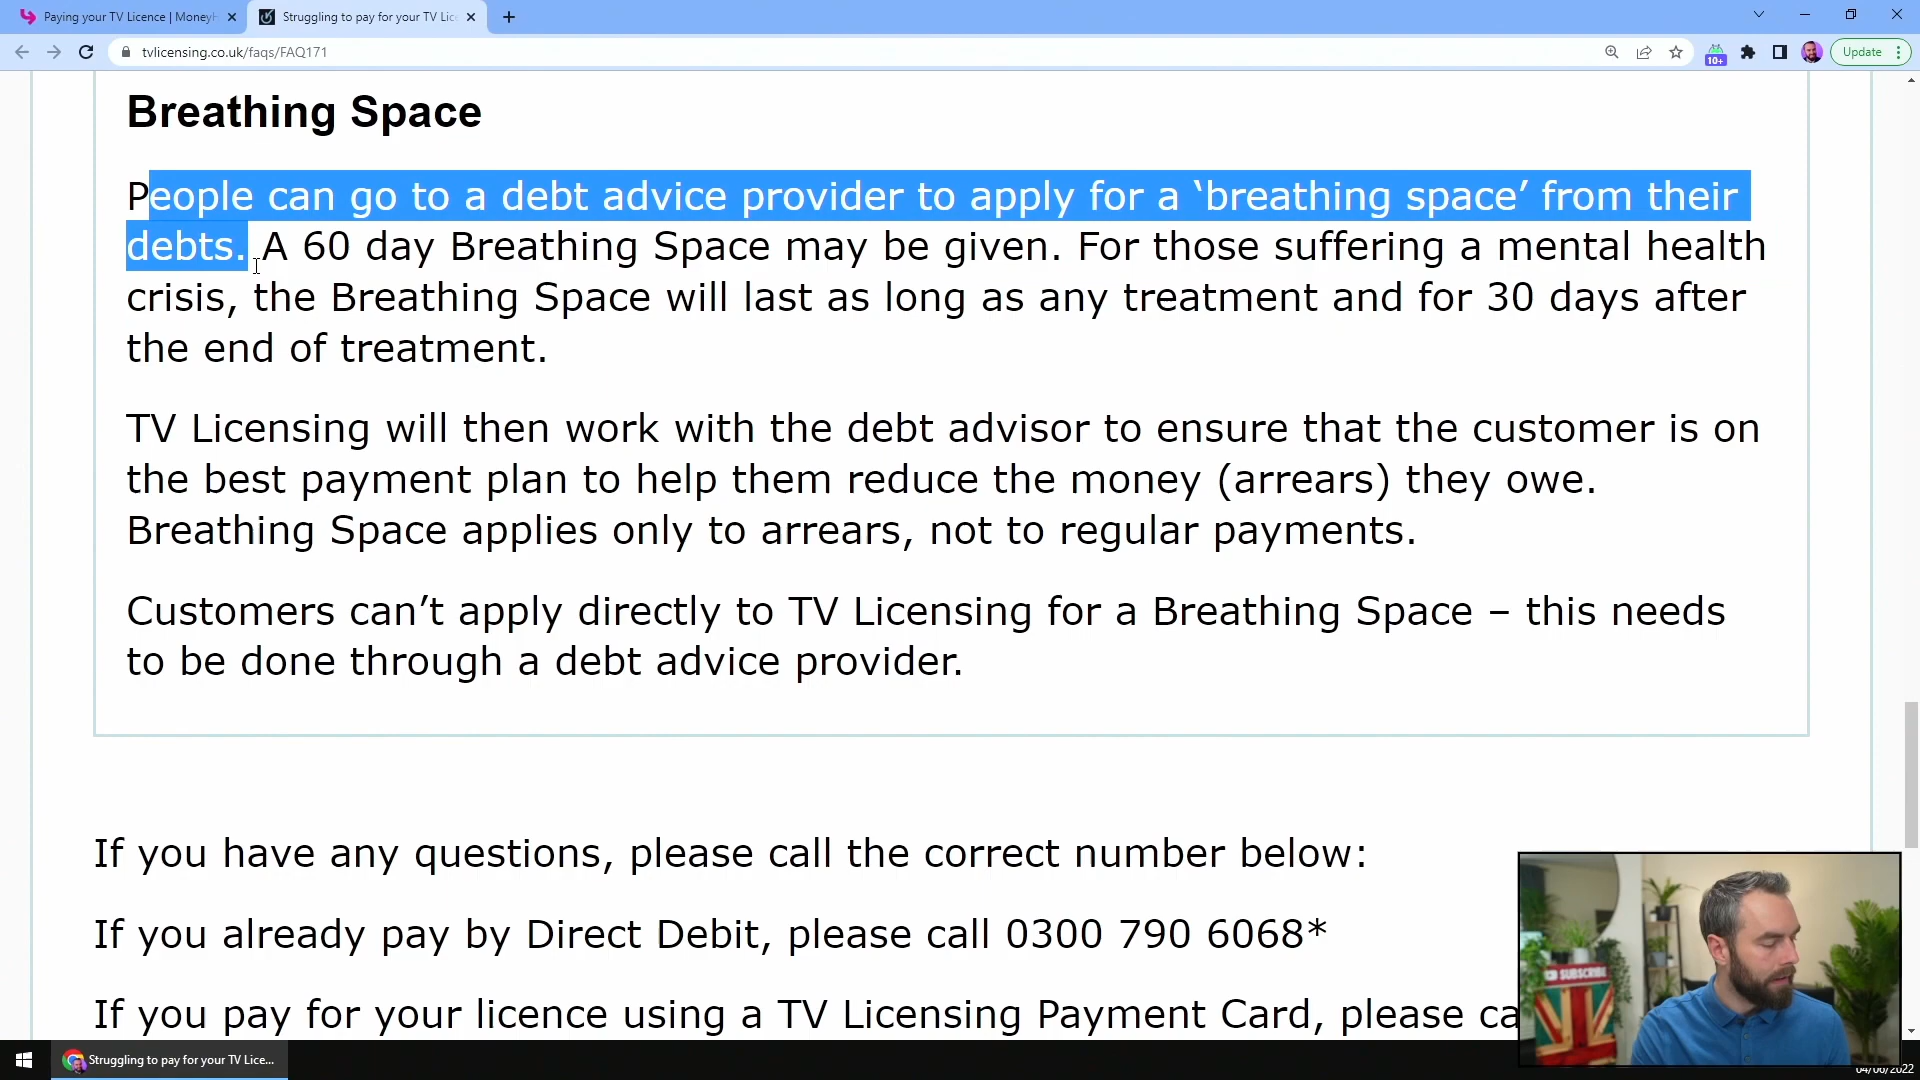 Paying your TV Licence | MoneyH
Struggling to pay for your TV Lic
tvlicensing.co.uk/faqs/FAQ171
10+
Update
Breathing Space
People can go to a debt advice provider to apply for a ‘breathing space’ from their
debts. A 60 day Breathing Space may be given. For those suffering a mental health
crisis, the Breathing Space will last as long as any treatment and for 30 days after
the end of treatment.
TV Licensing will then work with the debt advisor to ensure that the customer is on
the best payment plan to help them reduce the money (arrears) they owe.
Breathing Space applies only to arrears, not to regular payments.
Customers can’t apply directly to TV Licensing for a Breathing Space – this needs
to be done through a debt advice provider.
If you have any questions, please call the correct number below:
If you already pay by Direct Debit, please call 0300 790 6068*
If you pay for your licence using a TV Licensing Payment Card, please ca
SUBSCRIBE
Struggling to pay for your TV Lice...
04/06/2022